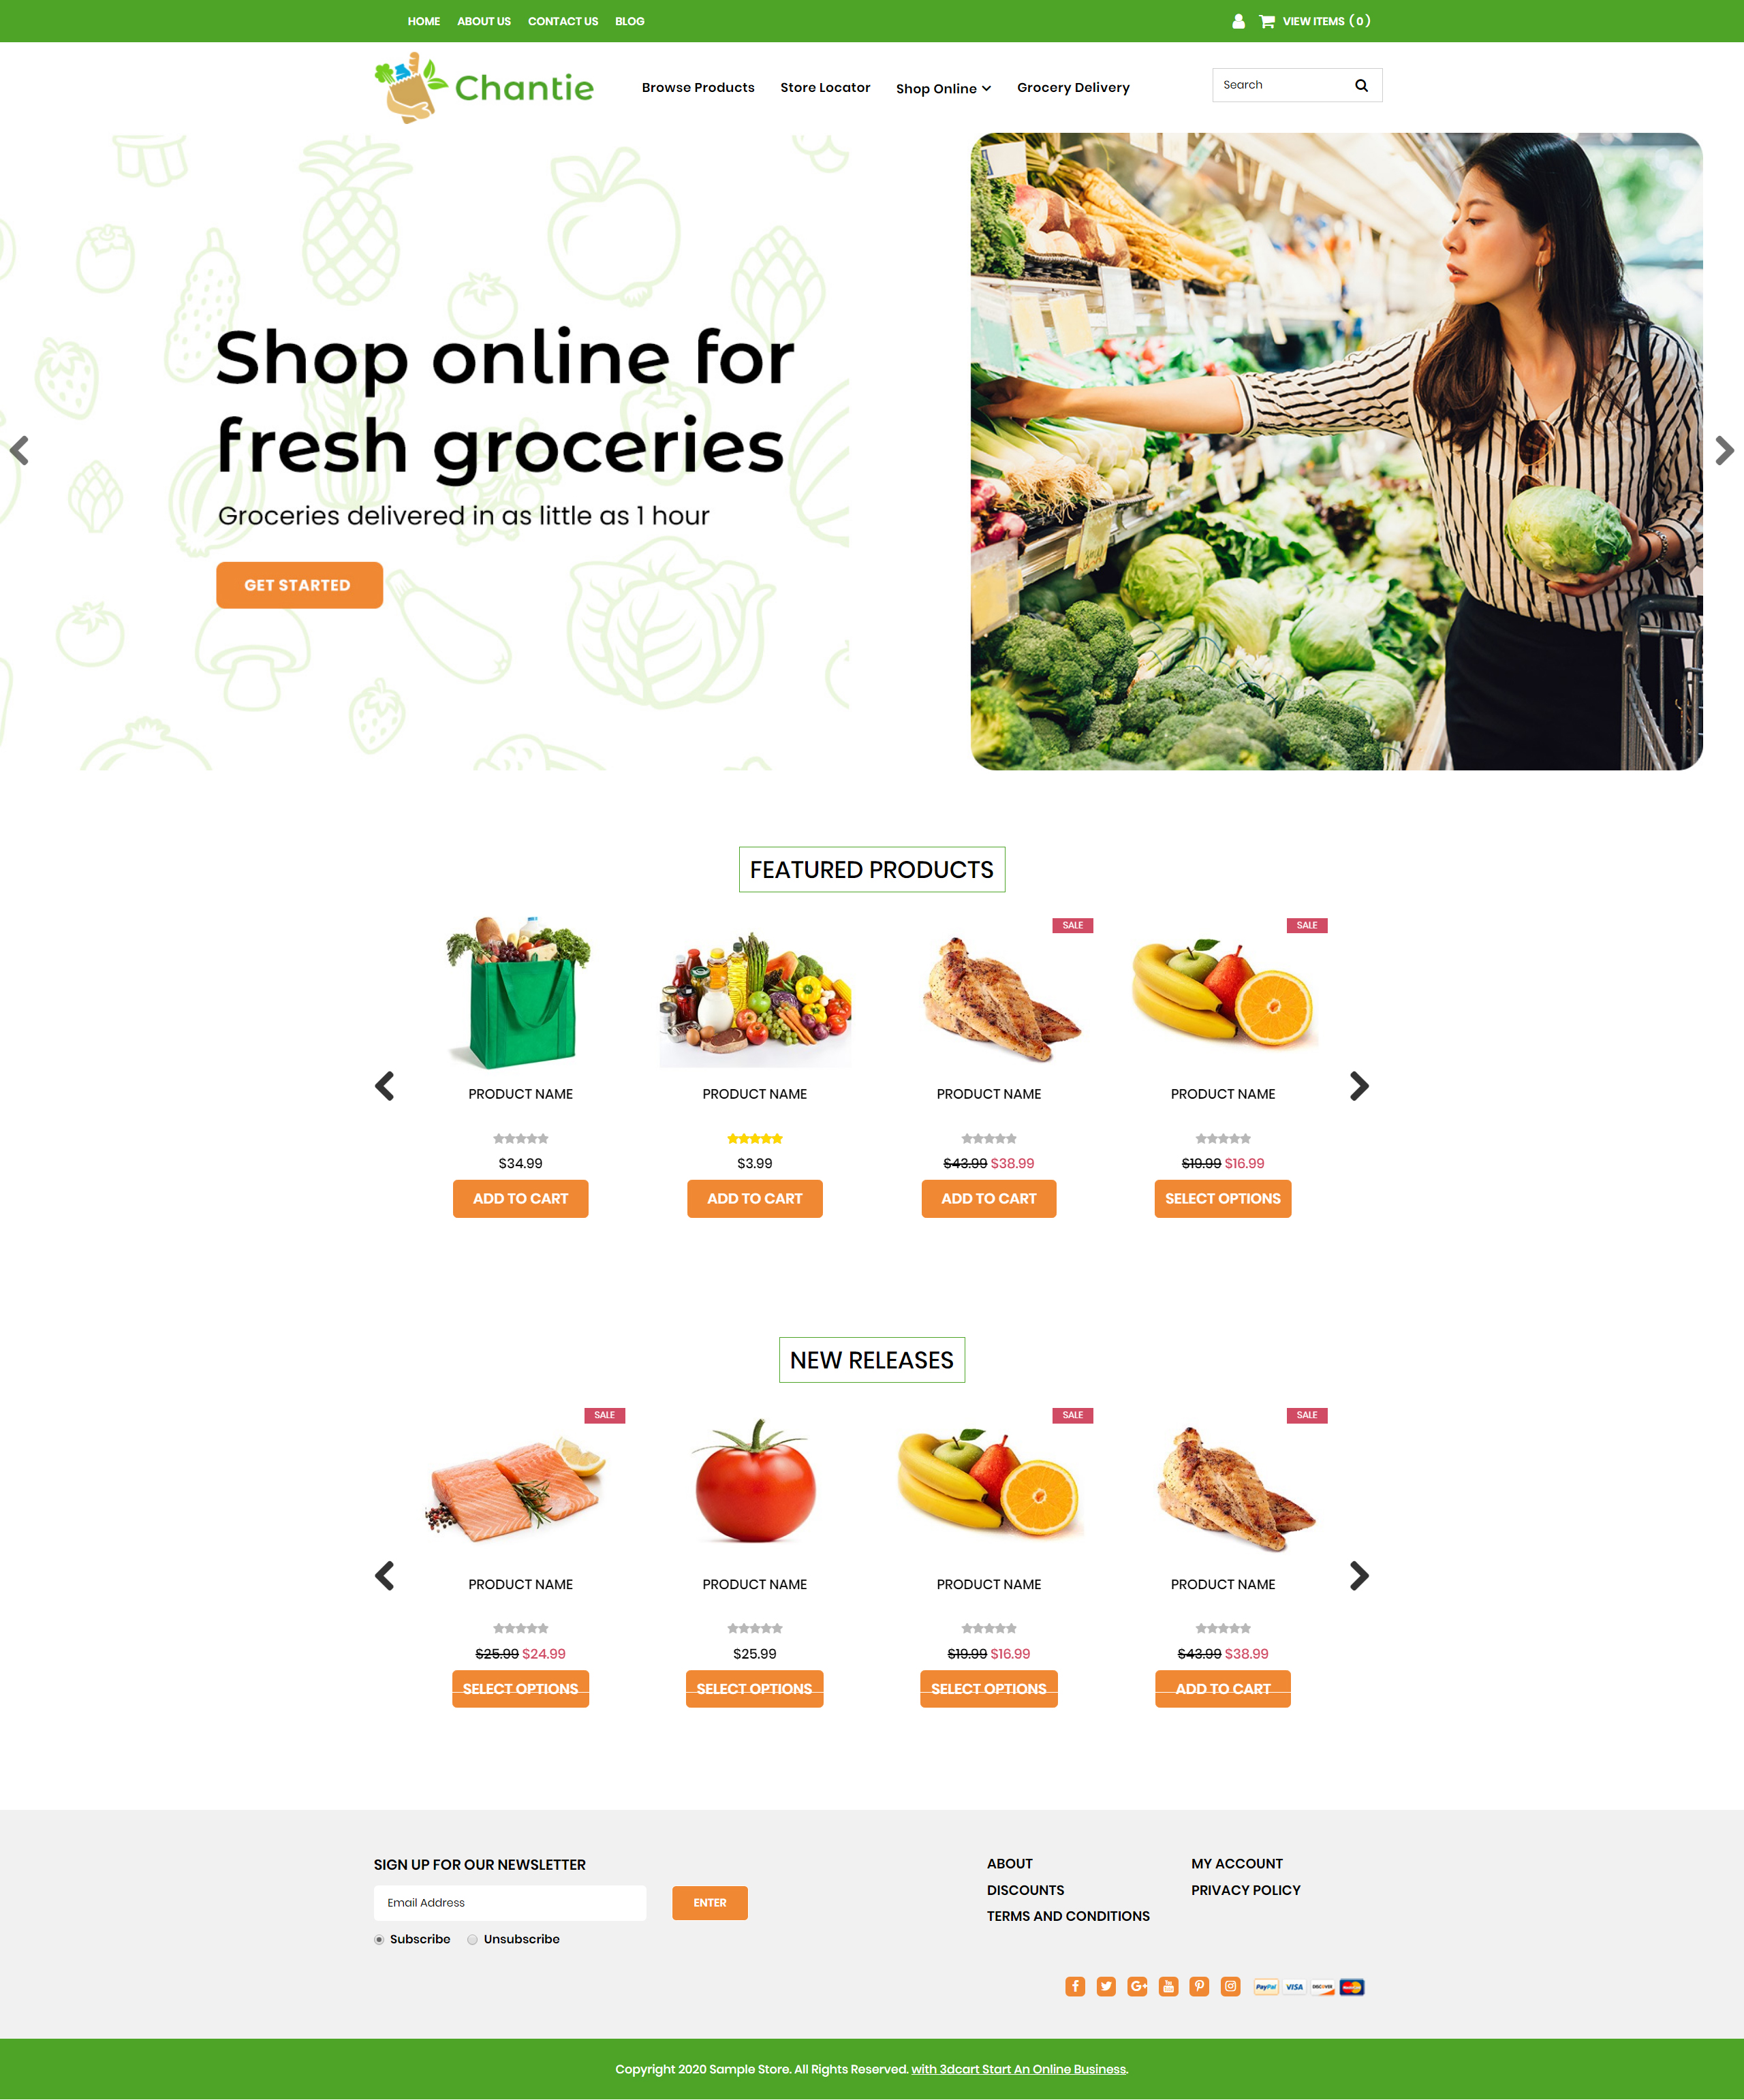 HOME ABOUT US CONTACT US BLOG VIEW ITEMS ( 0 )
Chantie
Browse Products Store Locator Shop Online Grocery Delivery
Search
Shop online for
fresh groceries
Groceries delivered in as little as 1 hour
GET STARTED
FEATURED PRODUCTS
SALE SALE
PRODUCT NAME PRODUCT NAME PRODUCT NAME PRODUCT NAME
$34.99 $3.99 $43.99 $38.99 $19.99 $16.99
ADD TO CART ADD TO CART ADD TO CART SELECT OPTIONS
NEW RELEASES
SALE SALE SALE
PRODUCT NAME PRODUCT NAME PRODUCT NAME PRODUCT NAME
$25.99 $24.99 $25.99 $19.99 $16.99 $43.99 $38.99
SELECT OPTIONS SELECT OPTIONS SELECT OPTIONS ADD TO CART
SIGN UP FOR OUR NEWSLETTER
Email Address ENTER
Subscribe Unsubscribe
ABOUT MY ACCOUNT
DISCOUNTS PRIVACY POLICY
TERMS AND CONDITIONS
PayPal VISA DISCOVER
Copyright 2020 Sample Store. All Rights Reserved. with 3dcart Start An Online Business.